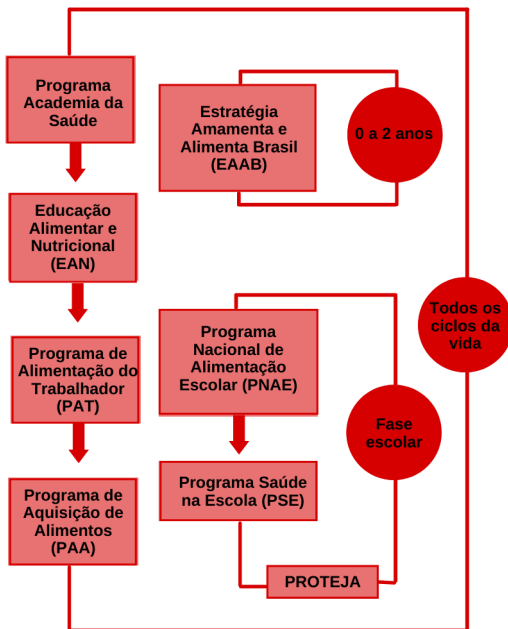 Programa
Academia da
Saúde
Educação
Alimentar e
Nutricional
(EAN)
Programa de
Alimentação do
Trabalhador
(PAT)
Programa de
Aquisição de
Alimentos
(PAA)
Estratégia
Amamenta e
Alimenta Brasil
(EAAB)
0 a 2 anos
Programa
Nacional de
Alimentação
Escolar (PNAE)
Programa Saúde
na Escola (PSE)
PROTEJA
Fase
escolar
Todos os
ciclos da
vida